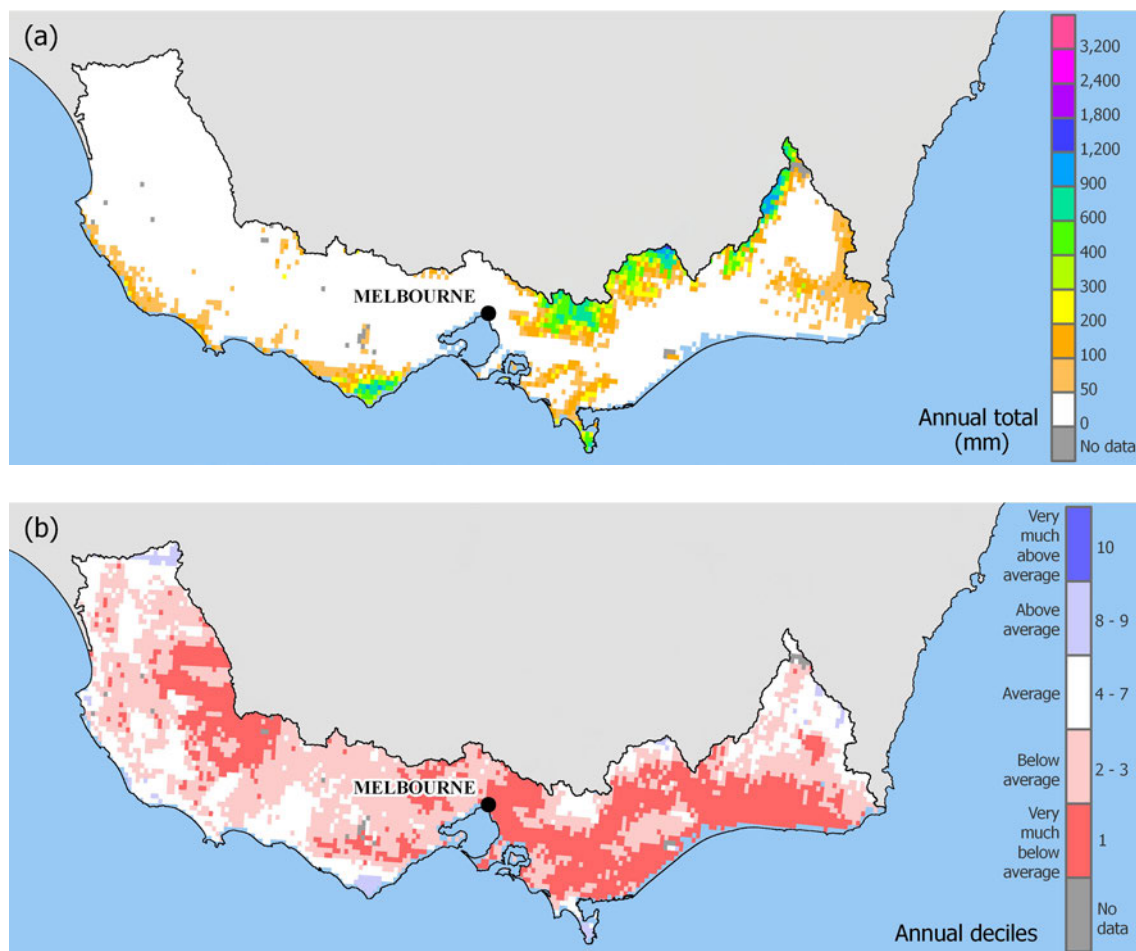 (a)
MELBOURNE
3,200
2,400
1,800
1,200
900
600
400
300
200
100
50
0
No data
Annual total
(mm)
(b)
MELBOURNE
Very
much
above
average
10
Above
average
8 - 9
Average
4 - 7
Below
average
2 - 3
Very
much
below
average
1
No
data
Annual deciles